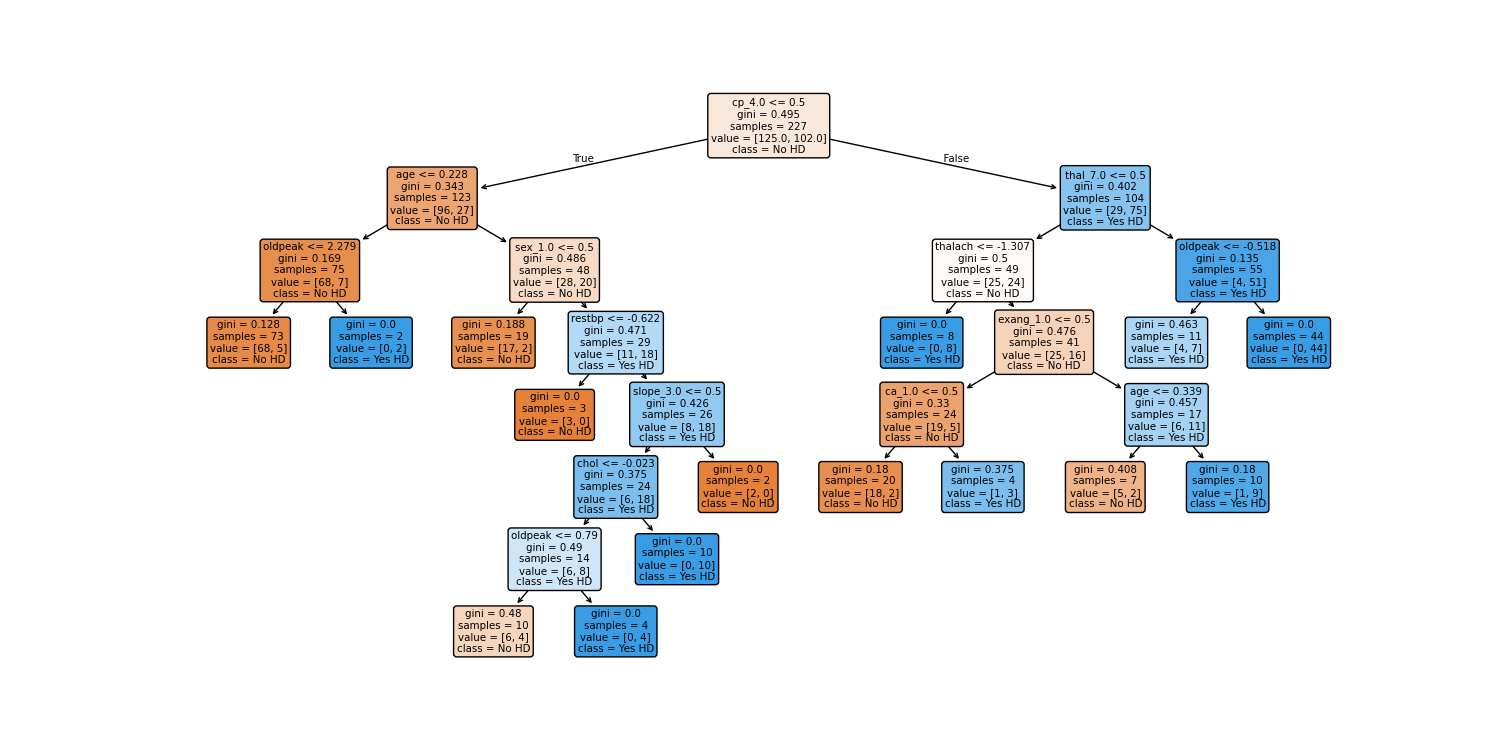 cp_4.0 <= 0.5
gini = 0.495
samples = 227
value = [125.0, 102.0]
class = No HD
True
False
age <= 0.228
gini = 0.343
samples = 123
value = [96, 27]
class = No HD
thal_7.0 <= 0.5
gini = 0.402
samples = 104
value = [29, 75]
class = Yes HD
oldpeak <= 2.279
gini = 0.169
samples = 75
value = [68, 7]
class = No HD
sex_1.0 <= 0.5
gini = 0.486
samples = 48
value = [28, 20]
class = No HD
thalach <= -1.307
gini = 0.5
samples = 49
value = [25, 24]
class = No HD
oldpeak <= -0.518
gini = 0.135
samples = 55
value = [4, 51]
class = Yes HD
gini = 0.128
samples = 73
value = [68, 5]
class = No HD
gini = 0.0
samples = 2
value = [0, 2]
class = Yes HD
gini = 0.188
samples = 19
value = [17, 2]
class = No HD
restbp <= -0.622
gini = 0.471
samples = 29
value = [11, 18]
class = Yes HD
gini = 0.0
samples = 8
value = [0, 8]
class = Yes HD
exang_1.0 <= 0.5
gini = 0.476
samples = 41
value = [25, 16]
class = No HD
gini = 0.463
samples = 11
value = [4, 7]
class = Yes HD
gini = 0.0
samples = 44
value = [0, 44]
class = Yes HD
gini = 0.0
samples = 3
value = [3, 0]
class = No HD
slope_3.0 <= 0.5
gini = 0.426
samples = 26
value = [8, 18]
class = Yes HD
ca_1.0 <= 0.5
gini = 0.33
samples = 24
value = [19, 5]
class = No HD
age <= 0.339
gini = 0.457
samples = 17
value = [6, 11]
class = Yes HD
chol <= -0.023
gini = 0.375
samples = 24
value = [6, 18]
class = Yes HD
gini = 0.0
samples = 2
value = [2, 0]
class = No HD
gini = 0.18
samples = 20
value = [18, 2]
class = No HD
gini = 0.375
samples = 4
value = [1, 3]
class = Yes HD
gini = 0.408
samples = 7
value = [5, 2]
class = No HD
gini = 0.18
samples = 10
value = [1, 9]
class = Yes HD
oldpeak <= 0.79
gini = 0.49
samples = 14
value = [6, 8]
class = Yes HD
gini = 0.0
samples = 10
value = [0, 10]
class = Yes HD
gini = 0.48
samples = 10
value = [6, 4]
class = No HD
gini = 0.0
samples = 4
value = [0, 4]
class = Yes HD